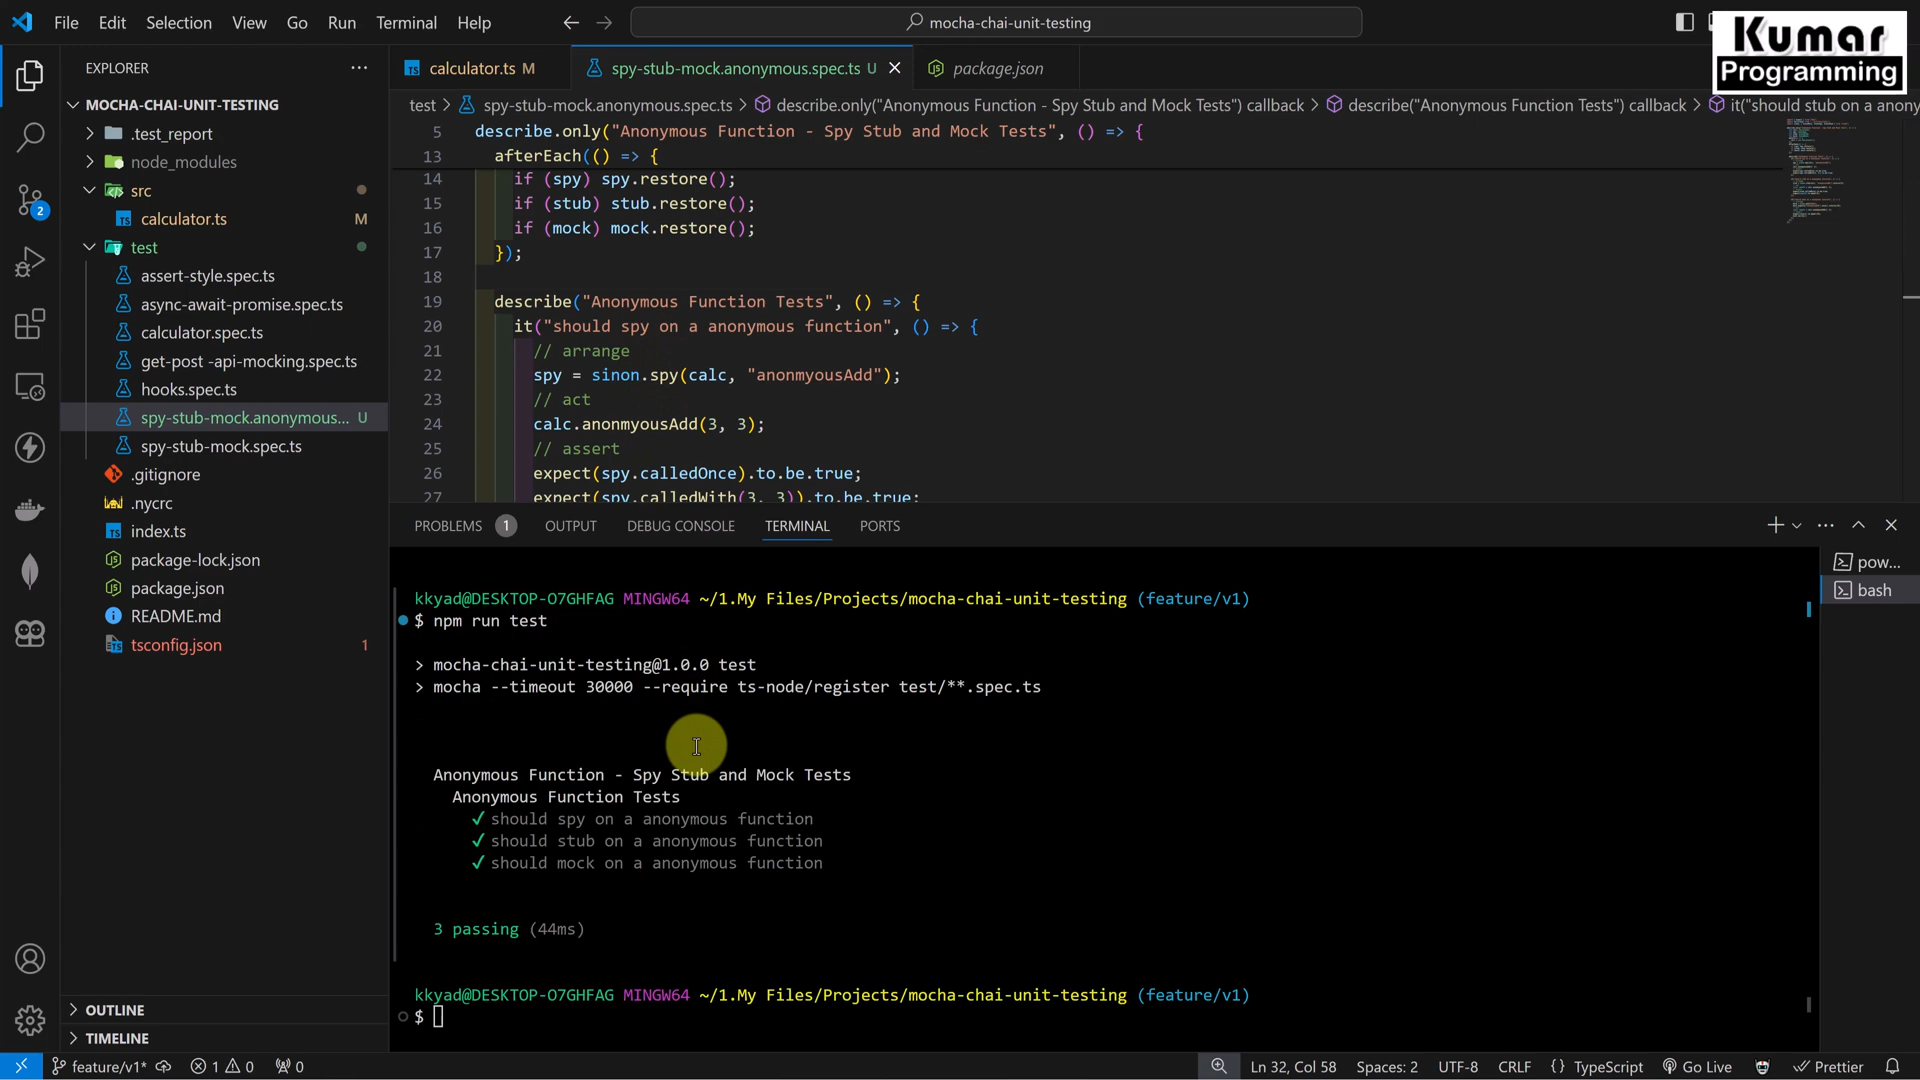 File Edit Selection View Go Run Terminal Help
mocha-chai-unit-testing
Kumar
Programming
EXPLORER
MOCHA-CHAI-UNIT-TESTING
.test_report
node_modules
src
calculator.ts M
test
assert-style.spec.ts
async-await-promise.spec.ts
calculator.spec.ts
get-post -api-mocking.spec.ts
hooks.spec.ts
spy-stub-mock.anonymous... U
spy-stub-mock.spec.ts
.gitignore
.nycrc
index.ts
package-lock.json
package.json
README.md
tsconfig.json 1
OUTLINE
TIMELINE
2
calculator.ts M
spy-stub-mock.anonymous.spec.ts U
package.json
test > spy-stub-mock.anonymous.spec.ts > describe.only("Anonymous Function - Spy Stub and Mock Tests") callback > describe("Anonymous Function Tests") callback > it("should stub on a anony
5 describe.only("Anonymous Function - Spy Stub and Mock Tests", () => {
13 afterEach(() => {
14 if (spy) spy.restore();
15 if (stub) stub.restore();
16 if (mock) mock.restore();
17 });
18
19 describe("Anonymous Function Tests", () => {
20 it("should spy on a anonymous function", () => {
21 // arrange
22 spy = sinon.spy(calc, "anonmyousAdd");
23 // act
24 calc.anonmyousAdd(3, 3);
25 // assert
26 expect(spy.calledOnce).to.be.true;
27 expect(spy.calledWith(3, 3)).to.be.true;
PROBLEMS 1 OUTPUT DEBUG CONSOLE TERMINAL PORTS
pow...
bash
kkyad@DESKTOP-O7GHFAG MINGW64 ~/1.My Files/Projects/mocha-chai-unit-testing (feature/v1)
$ npm run test
> mocha-chai-unit-testing@1.0.0 test
> mocha --timeout 30000 --require ts-node/register test/**.spec.ts
Anonymous Function - Spy Stub and Mock Tests
Anonymous Function Tests
✓ should spy on a anonymous function
✓ should stub on a anonymous function
✓ should mock on a anonymous function
3 passing (44ms)
kkyad@DESKTOP-O7GHFAG MINGW64 ~/1.My Files/Projects/mocha-chai-unit-testing (feature/v1)
$
feature/v1* 1 0 0 Ln 32, Col 58 Spaces: 2 UTF-8 CRLF {} TypeScript Go Live Prettier